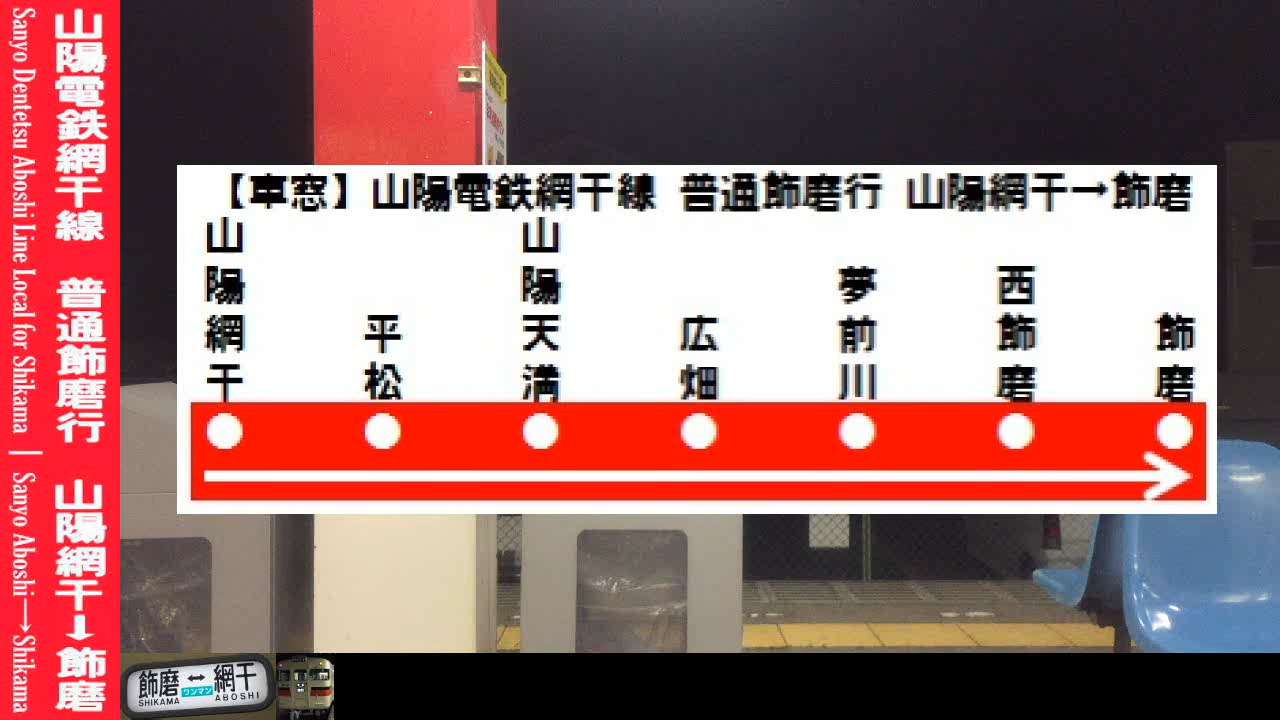 山陽電鉄網干線 普通飾磨行 山陽網干→飾磨
Sanyo Dentetsu Aboshi Line Local for Shikama | Sanyo Aboshi→Shikama
【車窓】山陽電鉄網干線 普通飾磨行 山陽網干→飾磨
山陽網干
平松
山陽天満
広畑
夢前川
西飾磨
飾磨
飾磨↔網干
ワンマン
SHIKAMA
ABOSHI